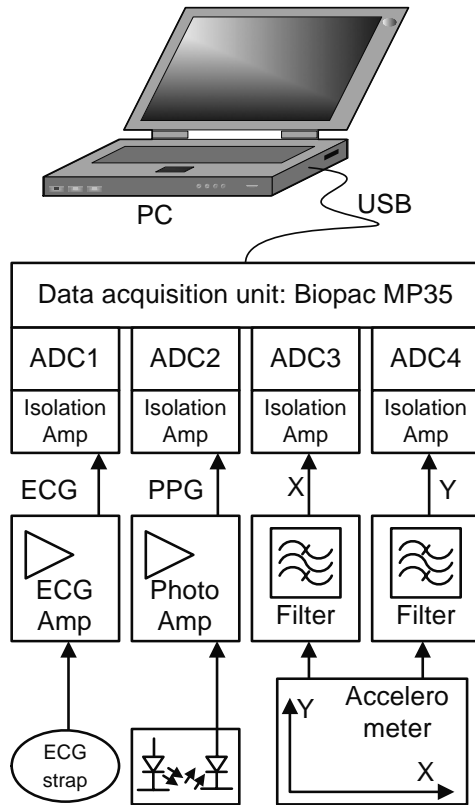 PC
USB
Data acquisition unit: Biopac MP35
ADC1 ADC2 ADC3 ADC4
Isolation Amp Isolation Amp Isolation Amp Isolation Amp
ECG PPG X Y
ECG Amp Photo Amp Filter Filter
ECG strap
Accelero
meter
Y
X